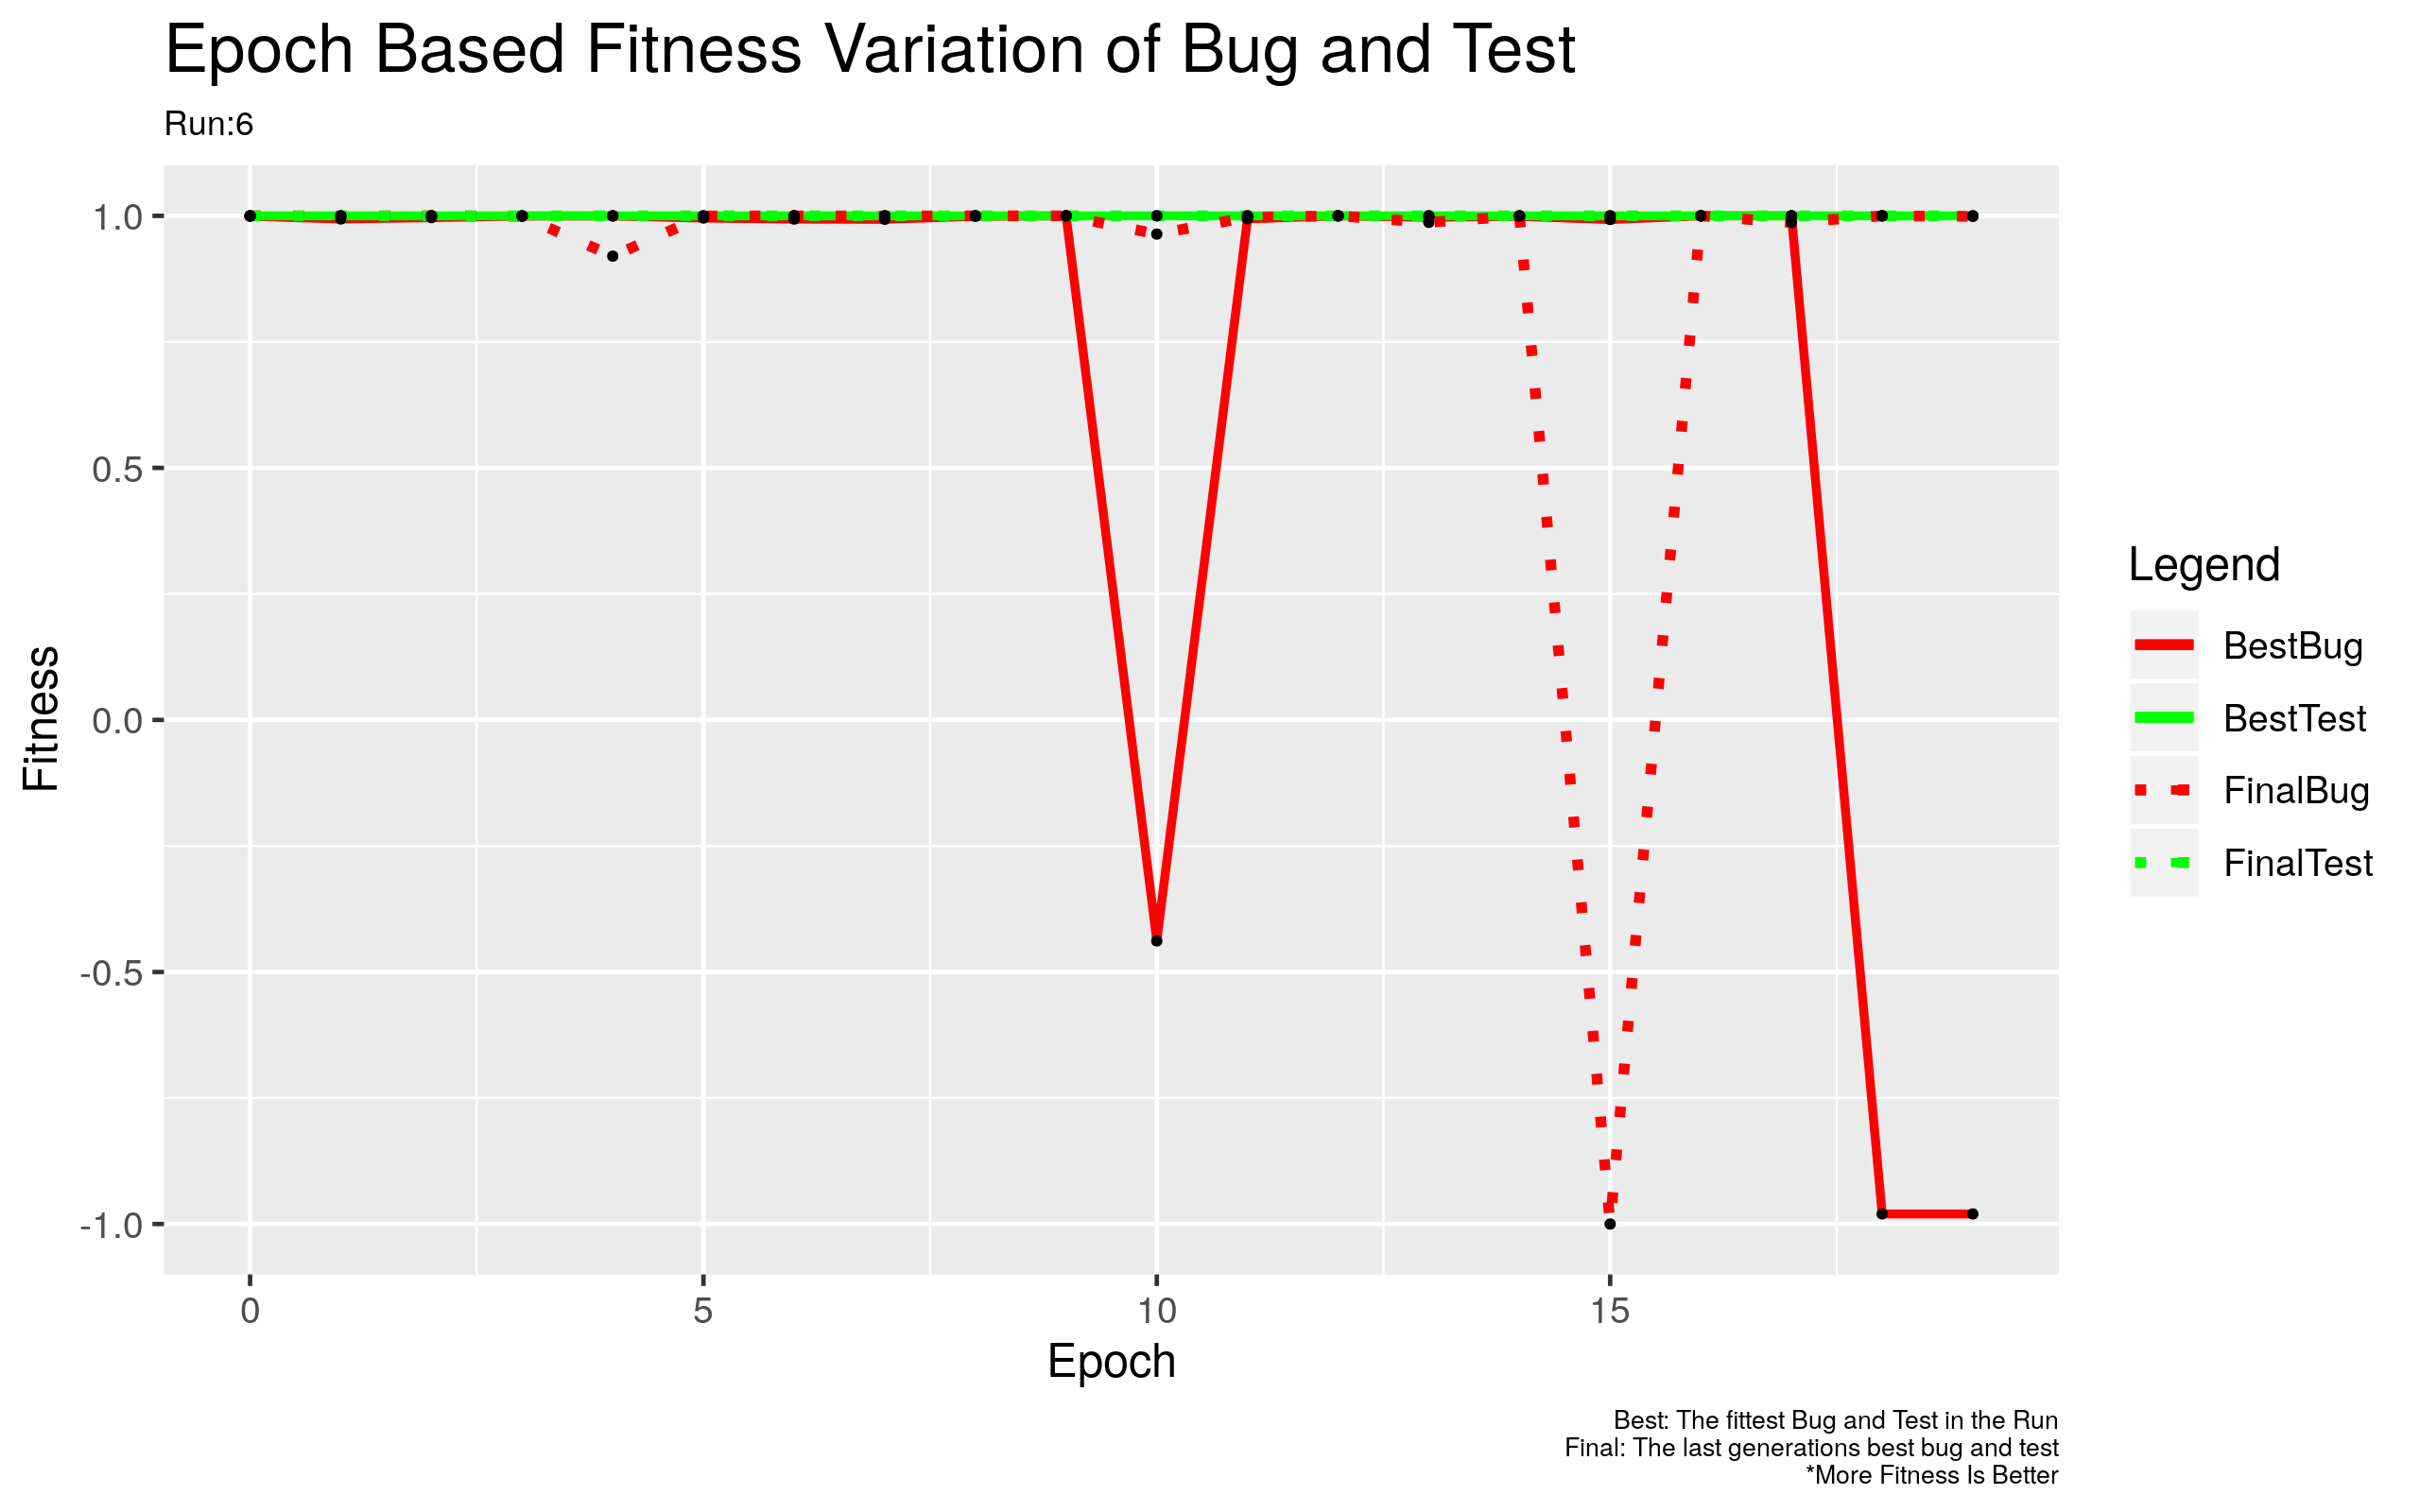 Epoch Based Fitness Variation of Bug and Test
Run:6
1.0
0.5
0.0
-0.5
-1.0
Fitness
0 5 10 15
Epoch
Legend
BestBug
BestTest
FinalBug
FinalTest
Best: The fittest Bug and Test in the Run
Final: The last generations best bug and test
*More Fitness Is Better